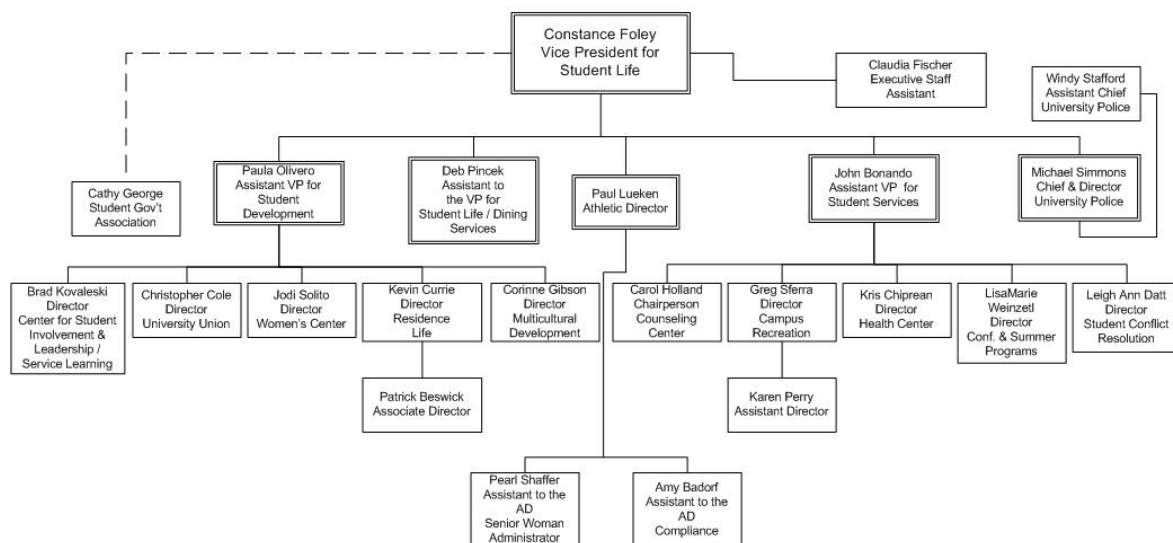 Constance Foley
Vice President for
Student Life
Claudia Fischer
Executive Staff
Assistant
Windy Stafford
Assistant Chief
University Police
Cathy George
Student Gov't
Association
Paula Olivero
Assistant VP for
Student
Development
Deb Pincek
Assistant to
the VP for
Student Life / Dining
Services
Paul Lueken
Athletic Director
John Bonando
Assistant VP for
Student Services
Michael Simmons
Chief & Director
University Police
Brad Kovaleski
Director
Center for Student
Involvement &
Leadership /
Service Learning
Christopher Cole
Director
University Union
Jodi Solito
Director
Women's Center
Kevin Currie
Director
Residence
Life
Corinne Gibson
Director
Multicultural
Development
Carol Holland
Chairperson
Counseling
Center
Greg Sferra
Director
Campus
Recreation
Kris Chiprean
Director
Health Center
LisaMarie
Weinzetl
Director
Conf. & Summer
Programs
Leigh Ann Datt
Director
Student Conflict
Resolution
Patrick Beswick
Associate Director
Karen Perry
Assistant Director
Pearl Shaffer
Assistant to the
AD
Senior Woman
Administrator
Amy Badorf
Assistant to the
AD
Compliance